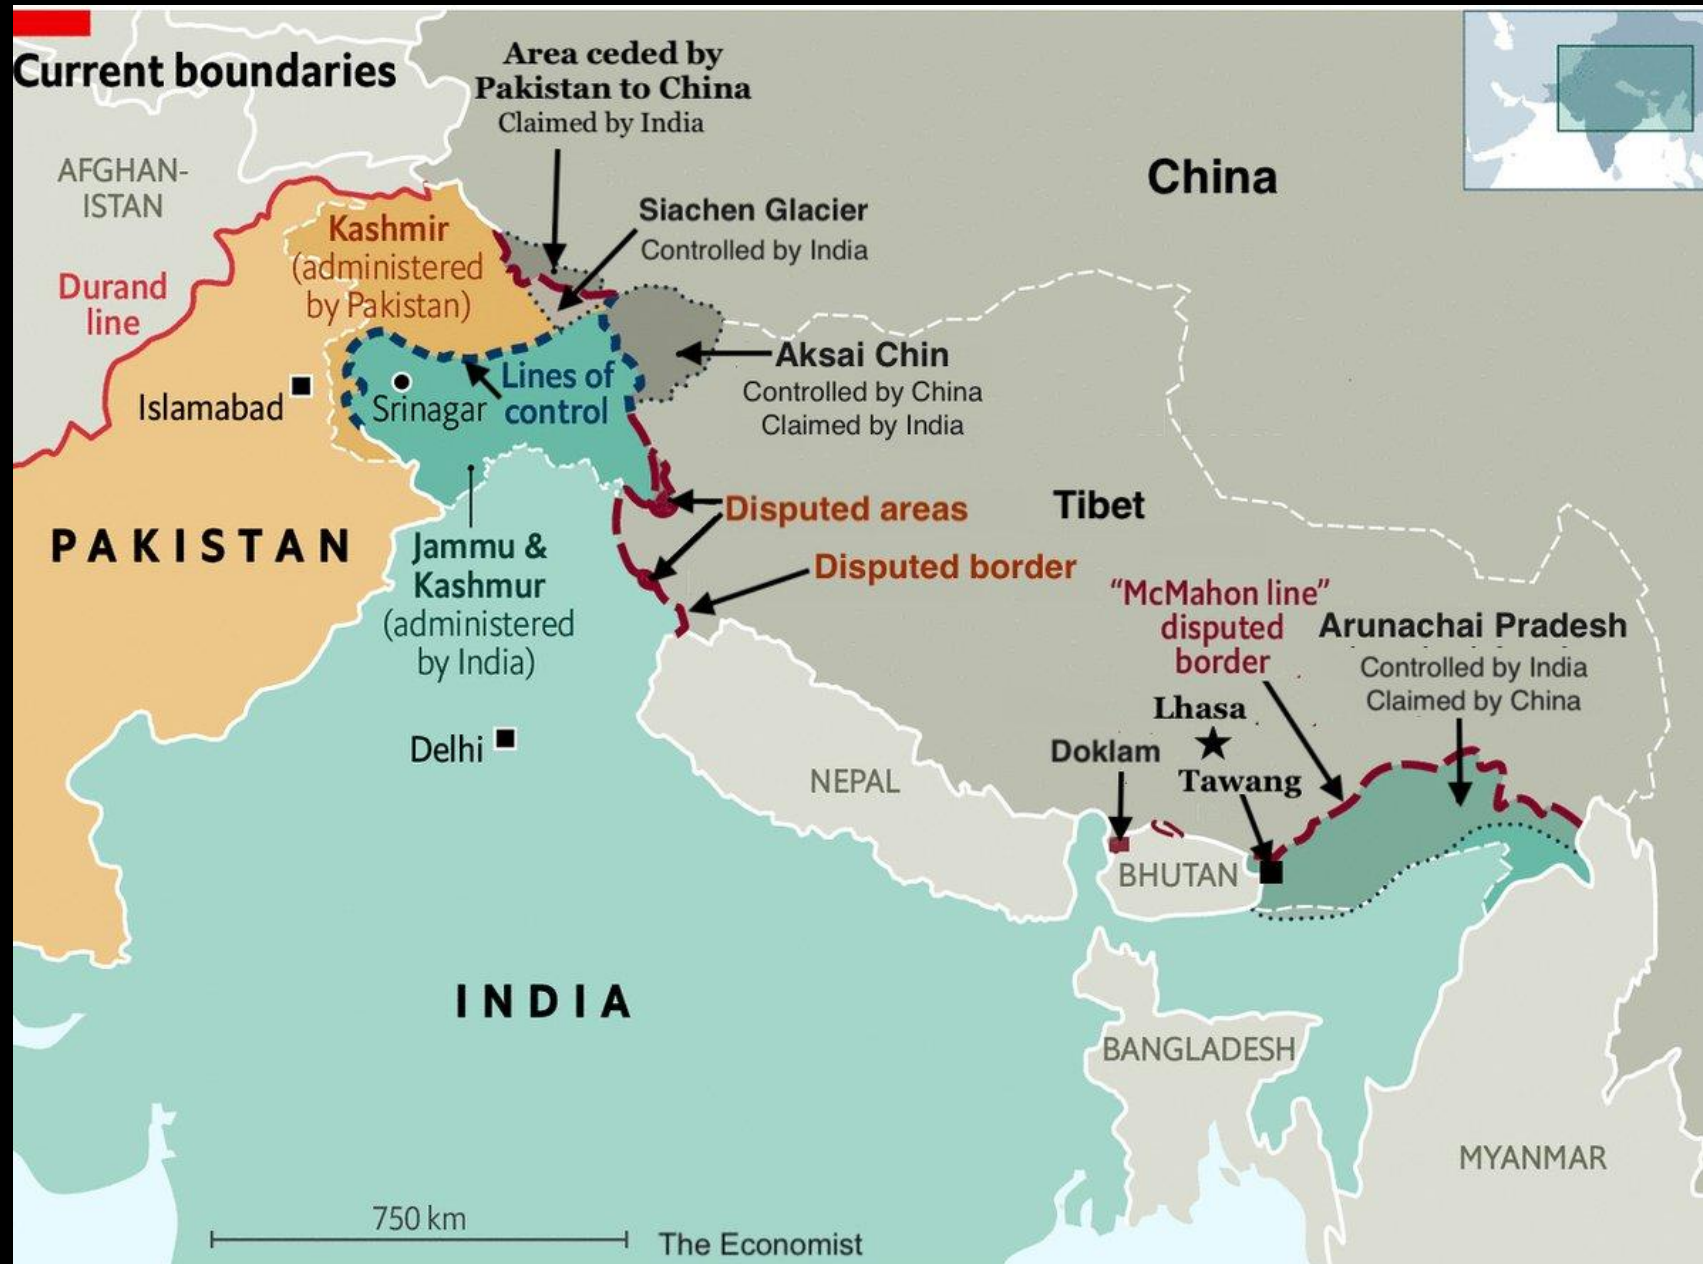 Current boundaries
Area ceded by
Pakistan to China
Claimed by India
China
AFGHAN-
ISTAN
Siachen Glacier
Controlled by India
Kashmir
(administered
by Pakistan)
Durand
line
Aksai Chin
Controlled by China
Claimed by India
Lines of
control
Islamabad
Srinagar
Disputed areas
Tibet
PAKISTAN
Jammu &
Kashmur
(administered
by India)
Disputed border
"McMahon line"
disputed
border
Arunachai Pradesh
Controlled by India
Claimed by China
Lhasa
Delhi
Doklam
Tawang
NEPAL
BHUTAN
INDIA
BANGLADESH
MYANMAR
750 km
The Economist